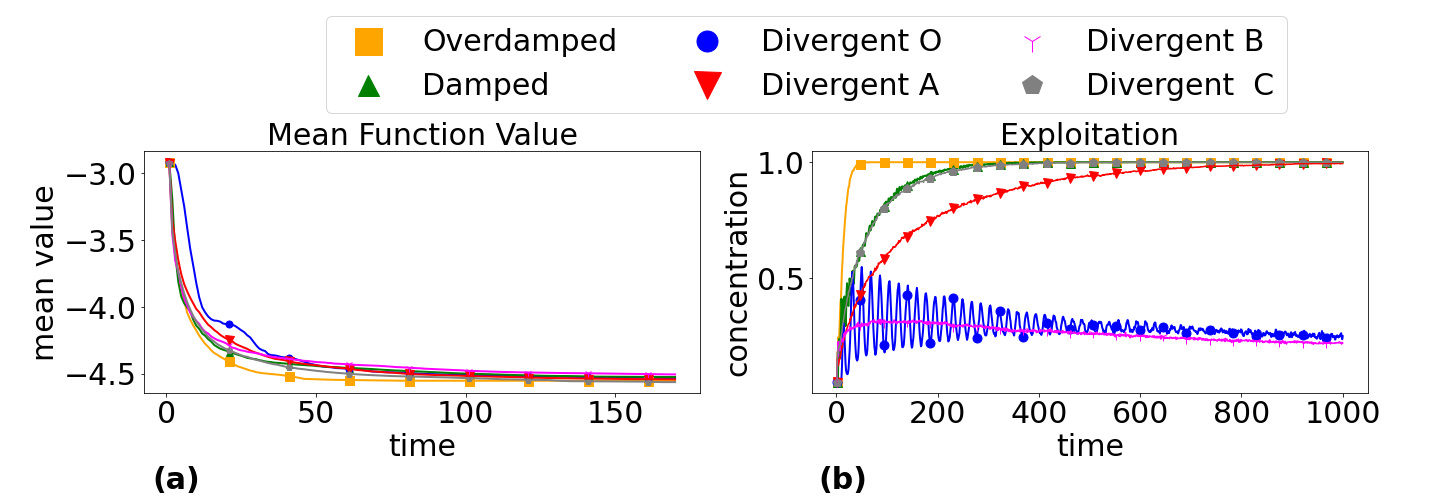 Overdamped
Divergent O
Divergent B
Damped
Divergent A
Divergent  C
Mean Function Value
Exploitation
mean value
−3.0
−3.5
−4.0
−4.5
0
50
100
150
time
(a)
concentration
1.0
0.5
0
200
400
600
800
1000
time
(b)